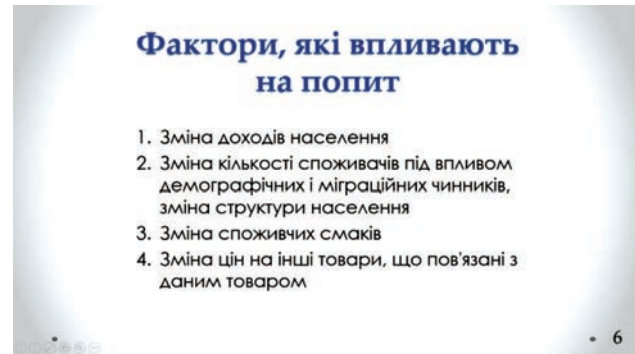 Фактори, які впливають
на попит
1. Зміна доходів населення
2. Зміна кількості споживачів під впливом
демографічних і міграційних чинників,
зміна структури населення
3. Зміна споживчих смаків
4. Зміна цін на інші товари, що пов'язані з
даним товаром
6